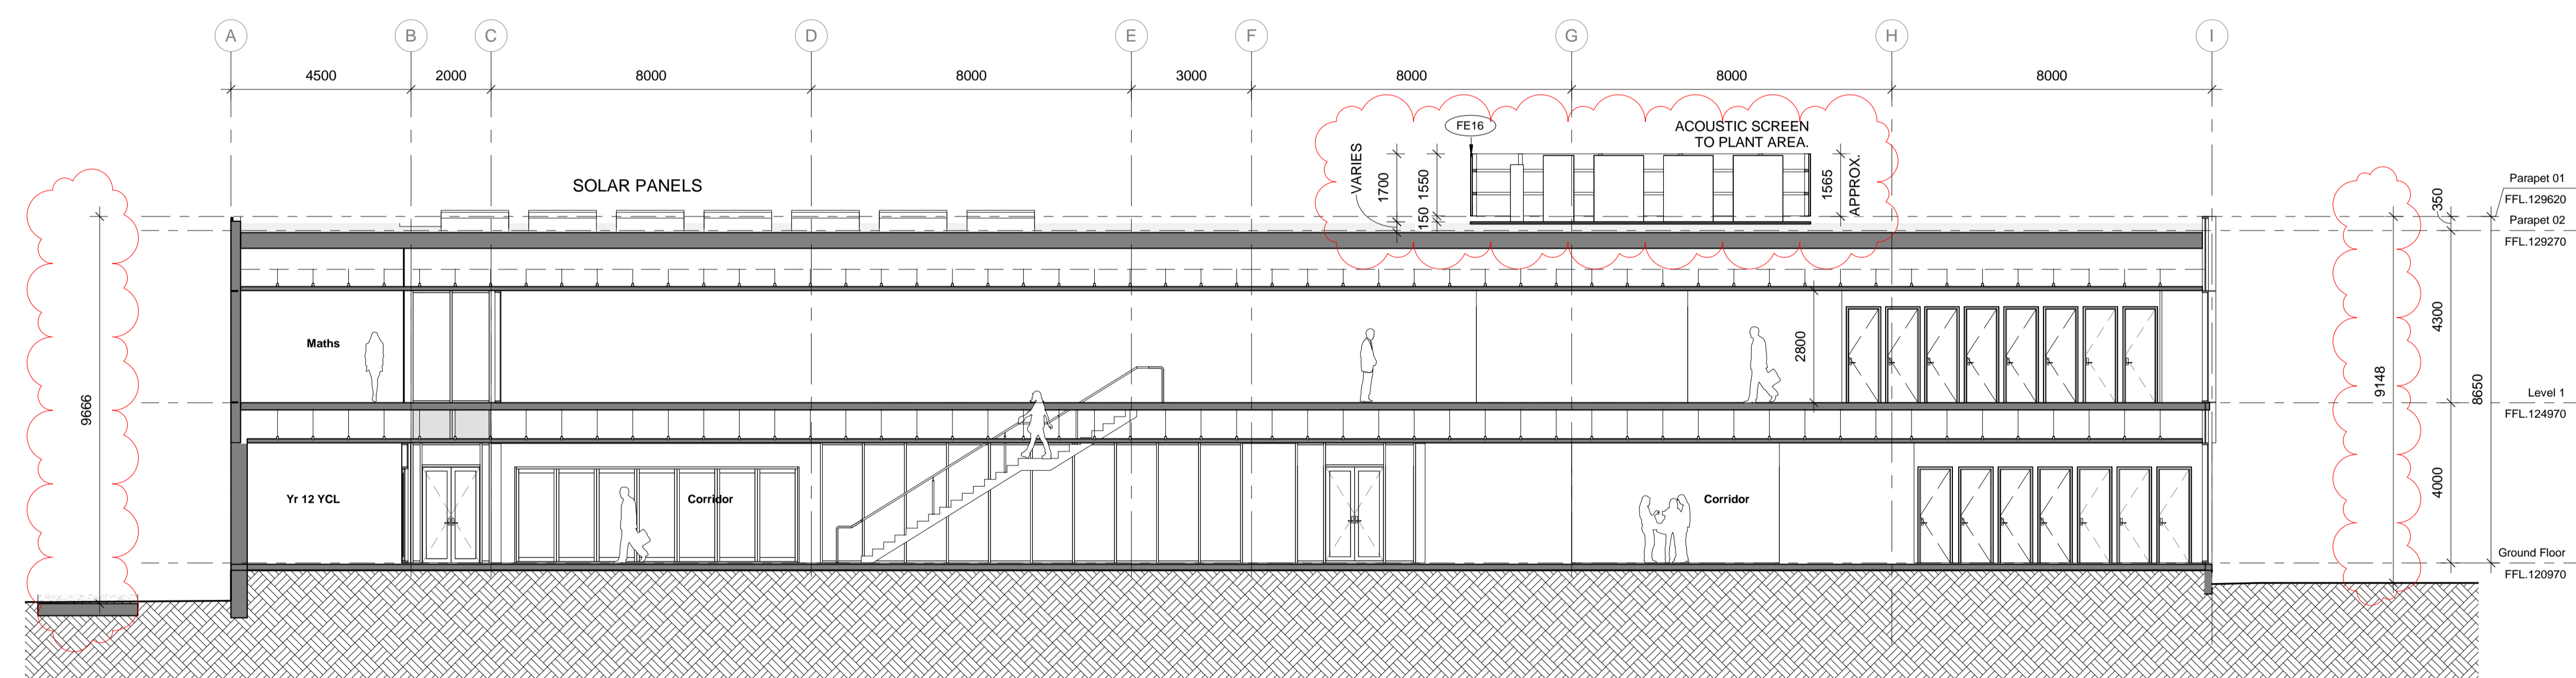 A B C D E F G H I
4500 2000 8000 8000 3000 8000 8000 8000
FE16
ACOUSTIC SCREEN
TO PLANT AREA.
VARIES
1700
1550
150
1565
APPROX.
SOLAR PANELS
Parapet 01
FFL.129620
350
Parapet 02
FFL.129270
Maths
2800
4300
9666
9148
8650
Level 1
FFL.124970
Yr 12 YCL
Corridor
Corridor
4000
Ground Floor
FFL.120970